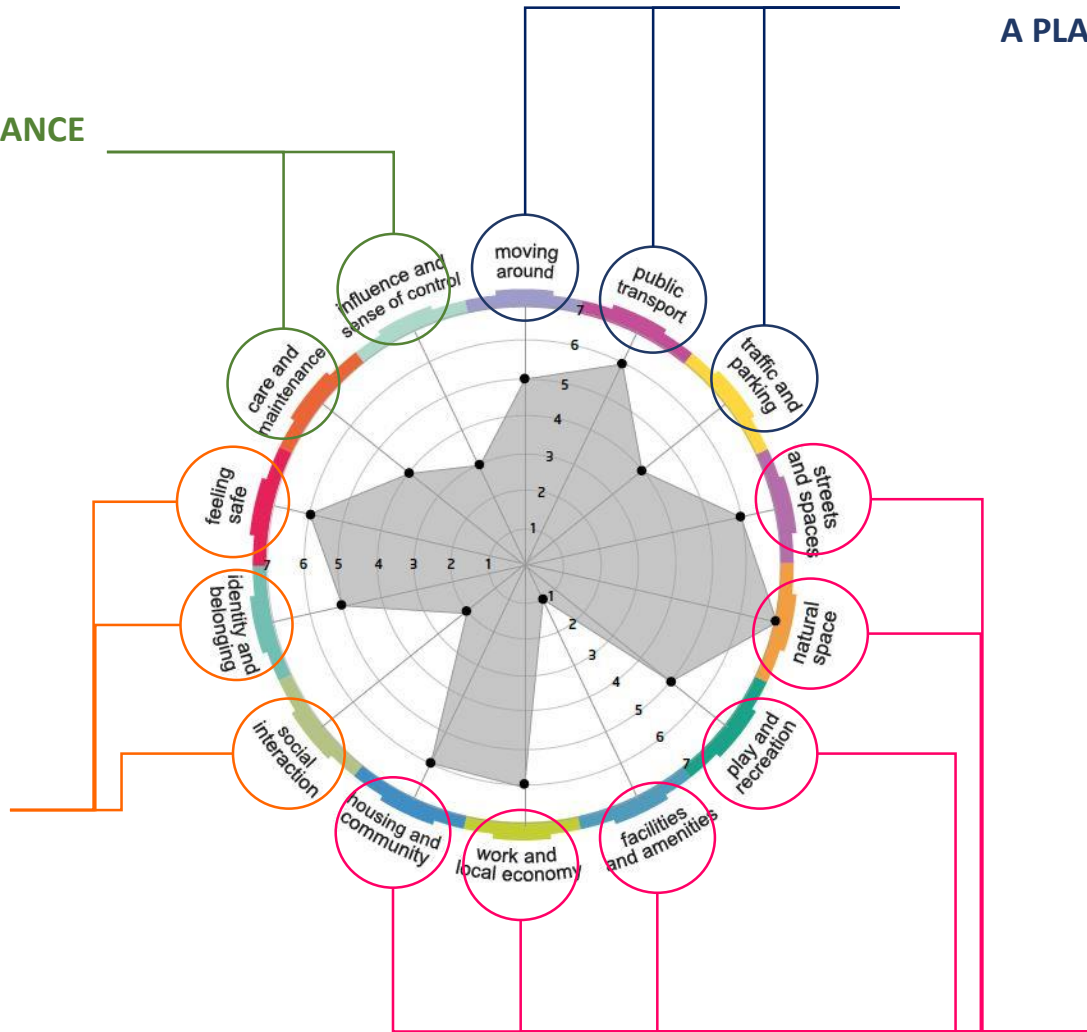 A PLA
ANCE
moving
around
public
transport
traffic and
parking
streets
and spaces
natural
space
play and
recreation
facilities
and amenities
work and
local economy
housing and
community
social
interaction
identity and
belonging
feeling
safe
care and
maintenance
influence and
sense of control
7
6
5
4
3
2
1
7 6 5 4 3 2 1
1
2
3
4
5
6
7